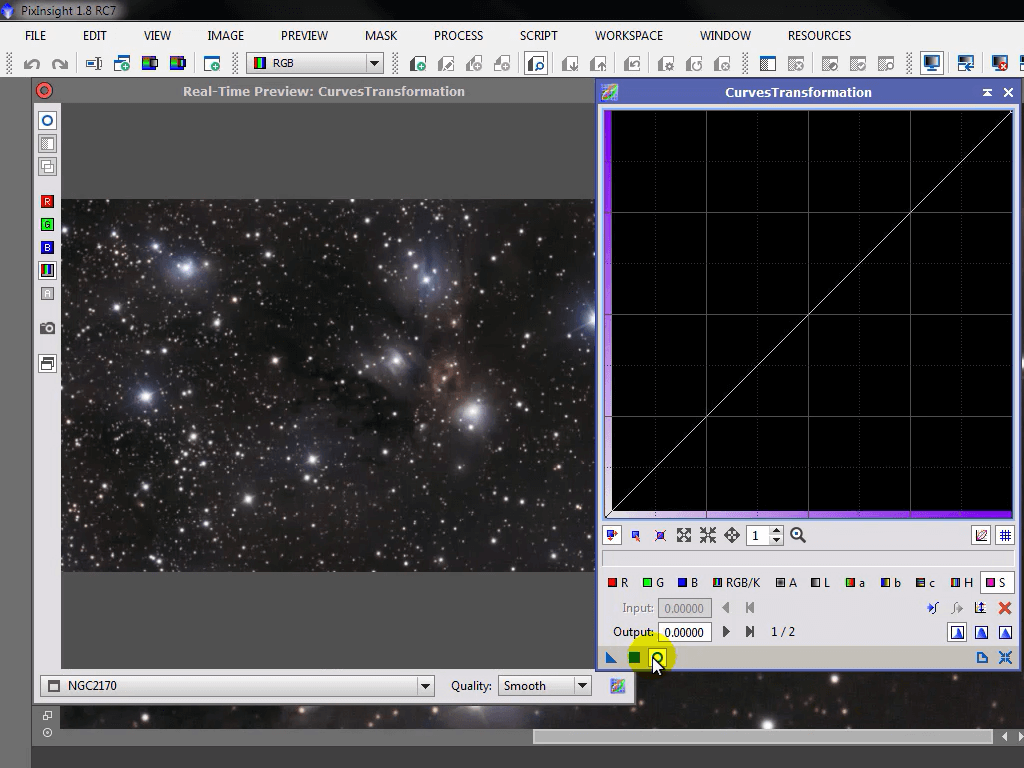 PixInsight 1.8 RC7
FILE EDIT VIEW IMAGE PREVIEW MASK PROCESS SCRIPT WORKSPACE WINDOW RESOURCES
RGB
Real-Time Preview: CurvesTransformation
CurvesTransformation
R
G
B
A
1
R G B RGB/K A L a b c H S
Input: 0.00000
Output: 0.00000 1 / 2
NGC2170 Quality: Smooth